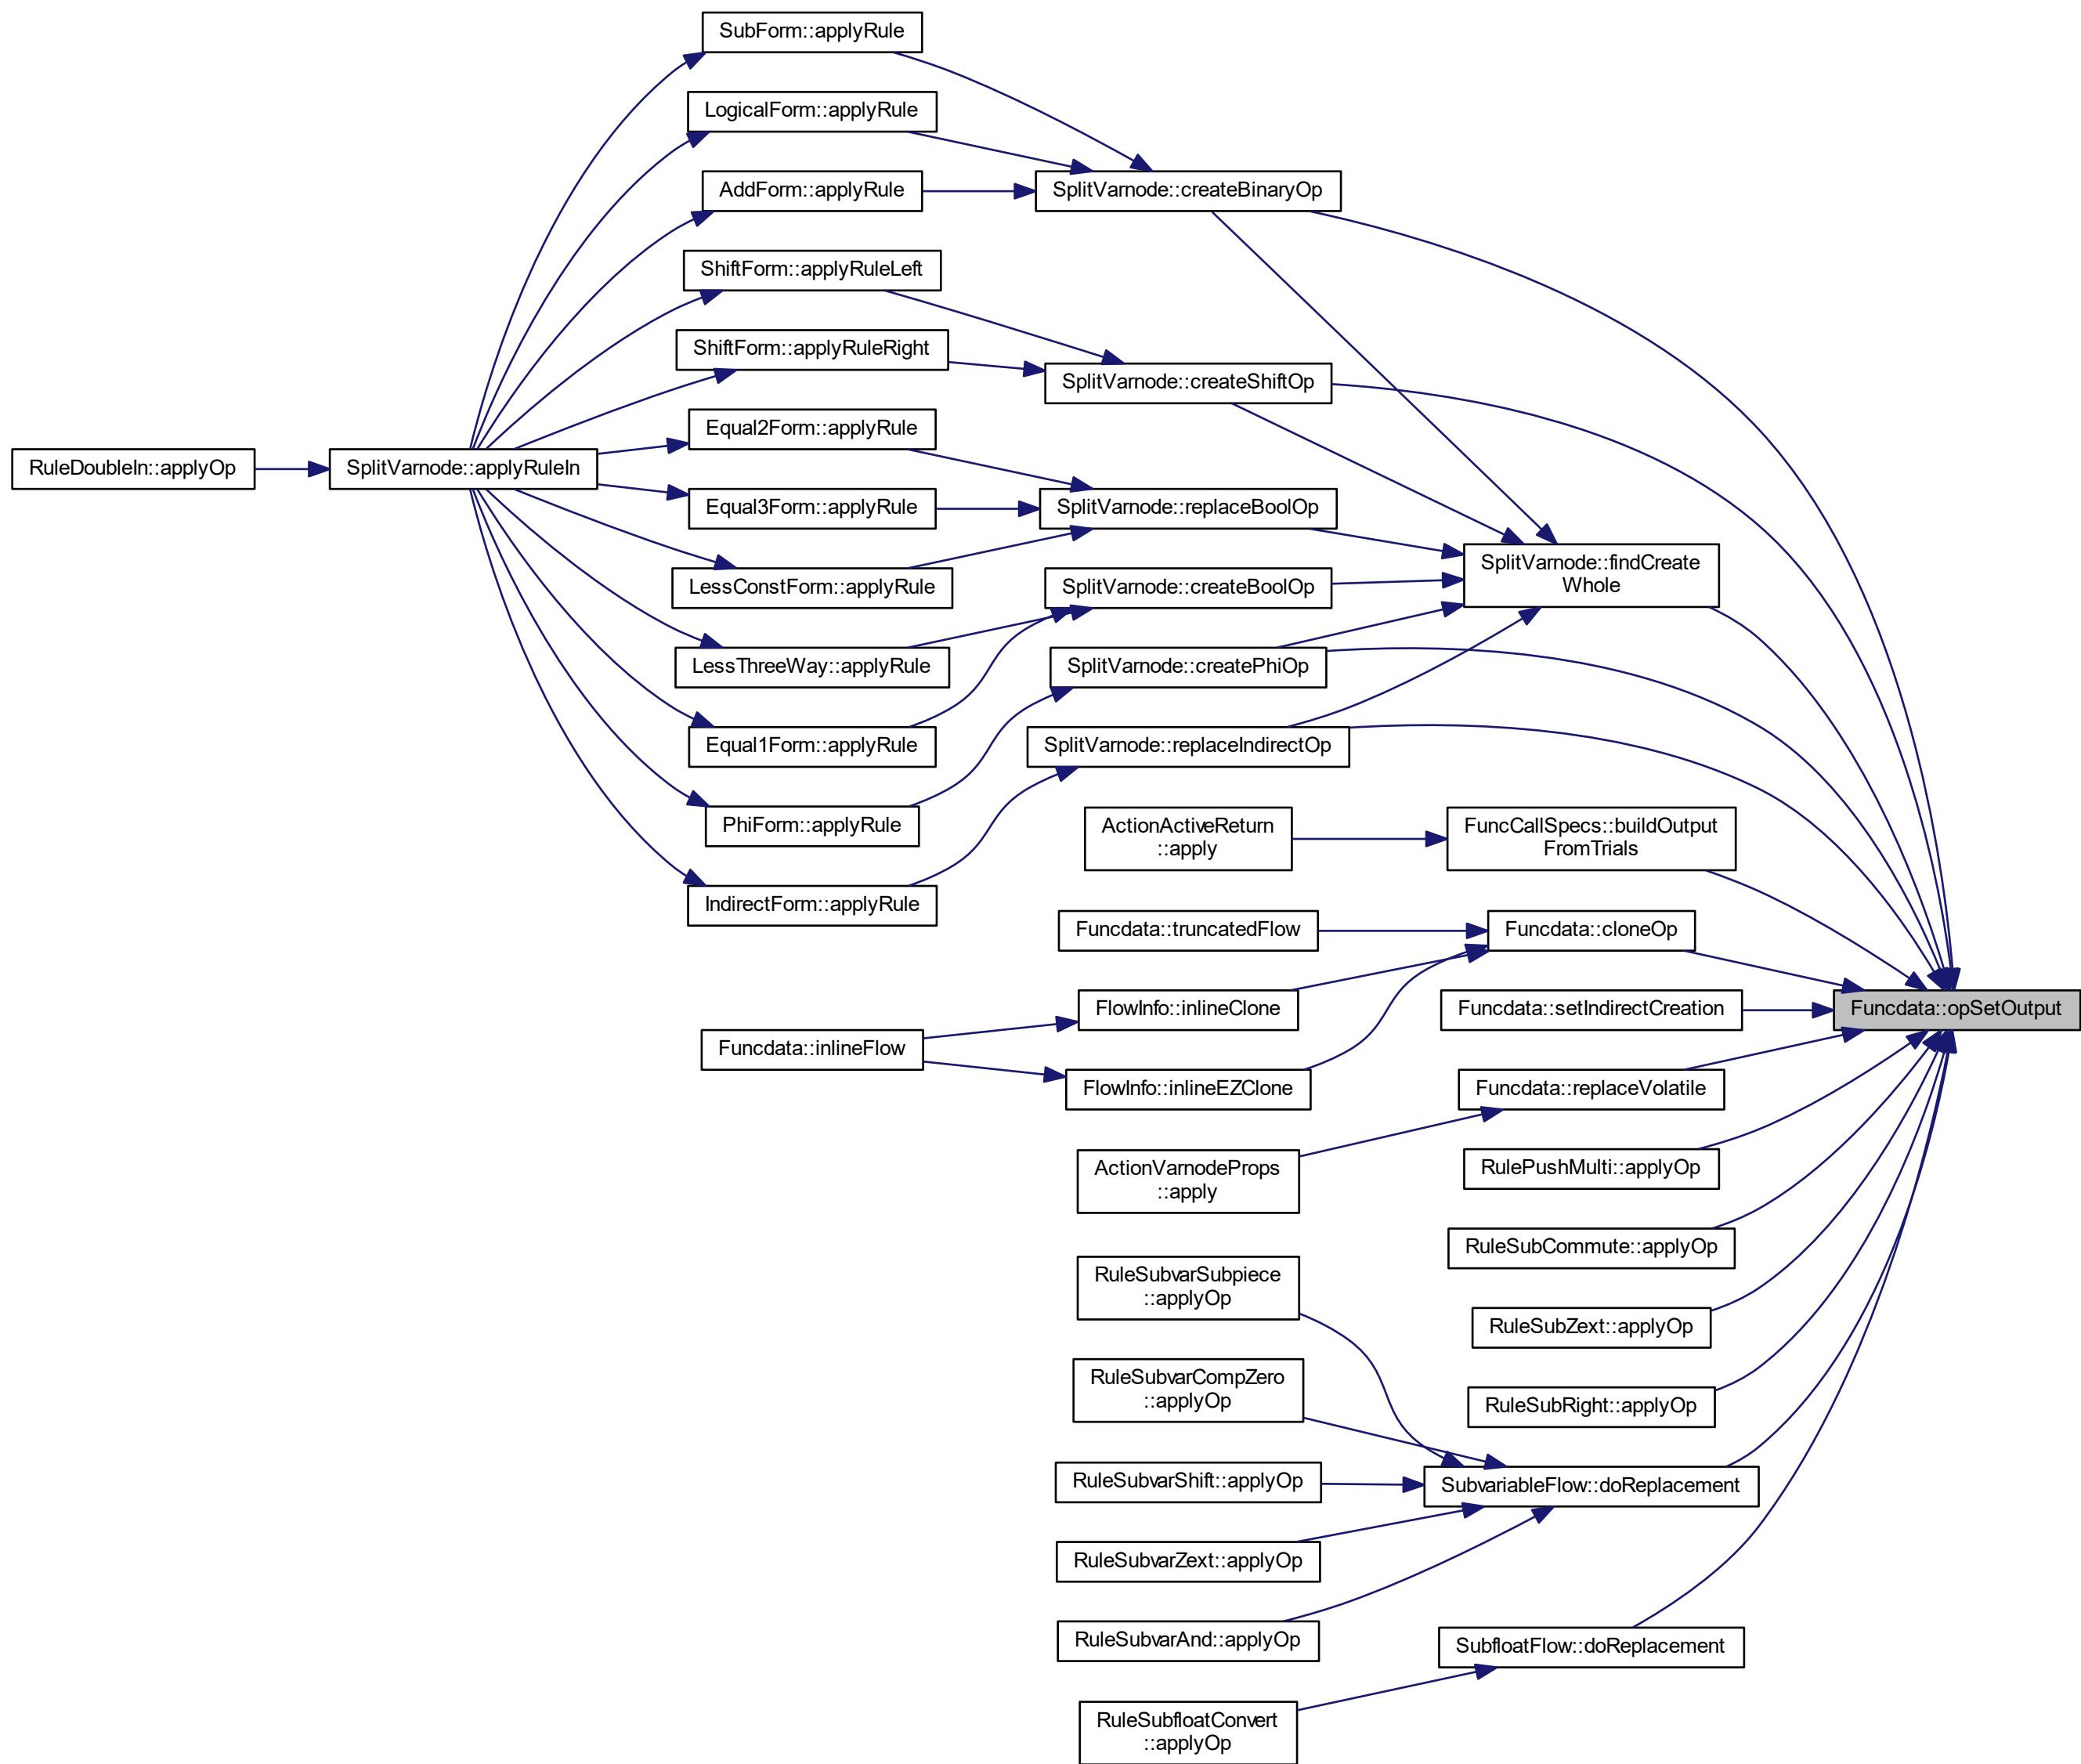 SubForm::applyRule
LogicalForm::applyRule
AddForm::applyRule
SplitVarnode::createBinaryOp
ShiftForm::applyRuleLeft
ShiftForm::applyRuleRight
SplitVarnode::createShiftOp
Equal2Form::applyRule
RuleDoubleIn::applyOp
SplitVarnode::applyRuleIn
Equal3Form::applyRule
SplitVarnode::replaceBoolOp
SplitVarnode::findCreate
Whole
LessConstForm::applyRule
SplitVarnode::createBoolOp
LessThreeWay::applyRule
SplitVarnode::createPhiOp
Equal1Form::applyRule
SplitVarnode::replaceIndirectOp
PhiForm::applyRule
ActionActiveReturn
::apply
FuncCallSpecs::buildOutput
FromTrials
IndirectForm::applyRule
Funcdata::truncatedFlow
Funcdata::cloneOp
FlowInfo::inlineClone
Funcdata::setIndirectCreation
Funcdata::opSetOutput
Funcdata::inlineFlow
FlowInfo::inlineEZClone
Funcdata::replaceVolatile
ActionVarnodeProps
::apply
RulePushMulti::applyOp
RuleSubCommute::applyOp
RuleSubvarSubpiece
::applyOp
RuleSubZext::applyOp
RuleSubvarCompZero
::applyOp
RuleSubRight::applyOp
RuleSubvarShift::applyOp
SubvariableFlow::doReplacement
RuleSubvarZext::applyOp
RuleSubvarAnd::applyOp
SubfloatFlow::doReplacement
RuleSubfloatConvert
::applyOp